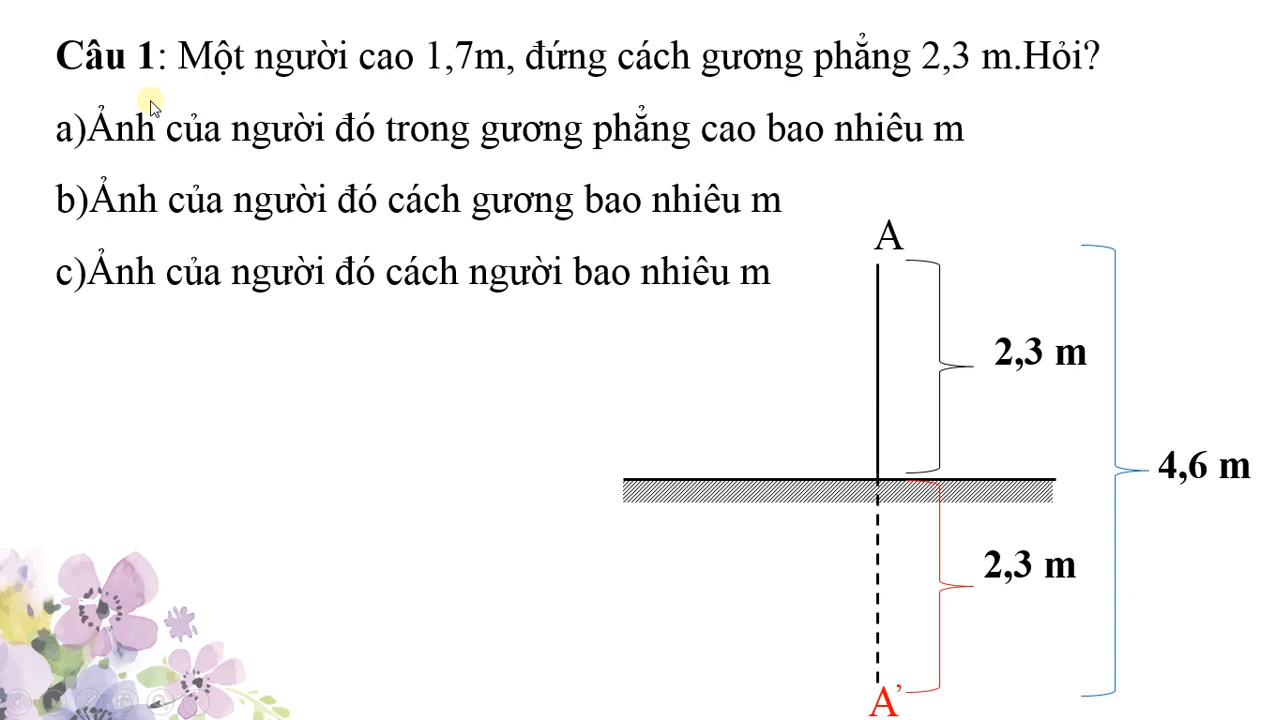 Câu 1: Một người cao 1,7m, đứng cách gương phẳng 2,3 m.Hỏi?
a)Ảnh của người đó trong gương phẳng cao bao nhiêu m
b)Ảnh của người đó cách gương bao nhiêu m
c)Ảnh của người đó cách người bao nhiêu m
A
2,3 m
4,6 m
2,3 m
A’